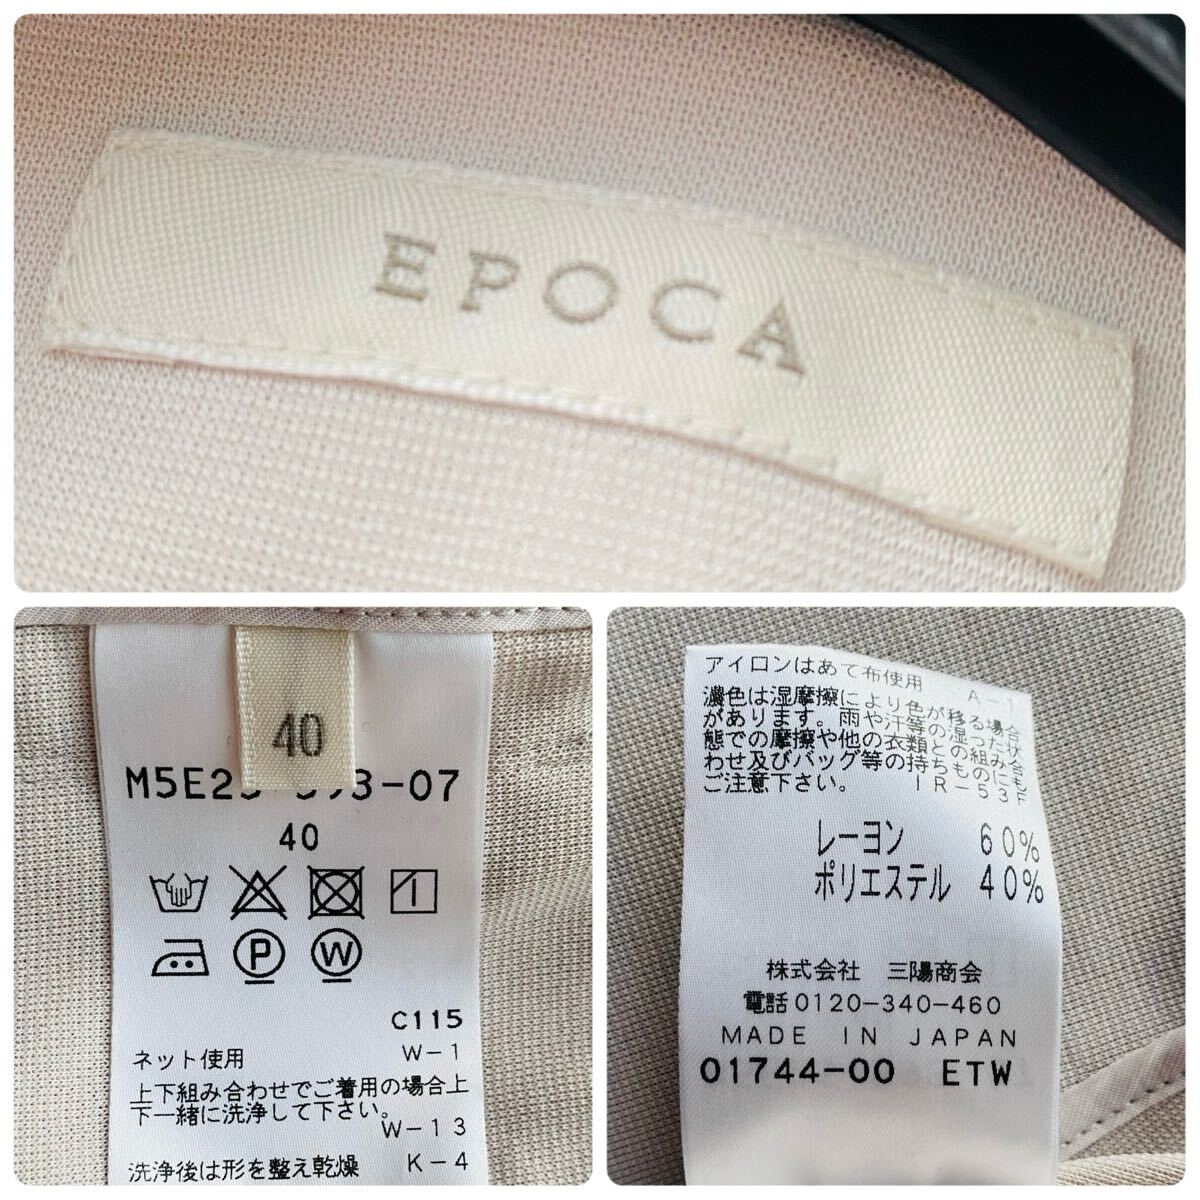 EPOCA
40
M5E2 93-07
40
P W
C115
ネット使用 W-1
上下組み合わせでご着用の場合上
下一緒に洗浄して下さい。
W-13
洗浄後は形を整え乾燥 K-4
アイロンはあて布使用 A-1
濃色は湿摩擦により色が移る場合
があります。雨や汗等の湿った状
態での摩擦や他の衣類との組み合
わせ及びバッグ等の持ちものにも
ご注意下さい。 IR-53F
レーヨン 60%
ポリエステル 40%
株式会社 三陽商会
電話0120-340-460
MADE IN JAPAN
01744-00 ETW